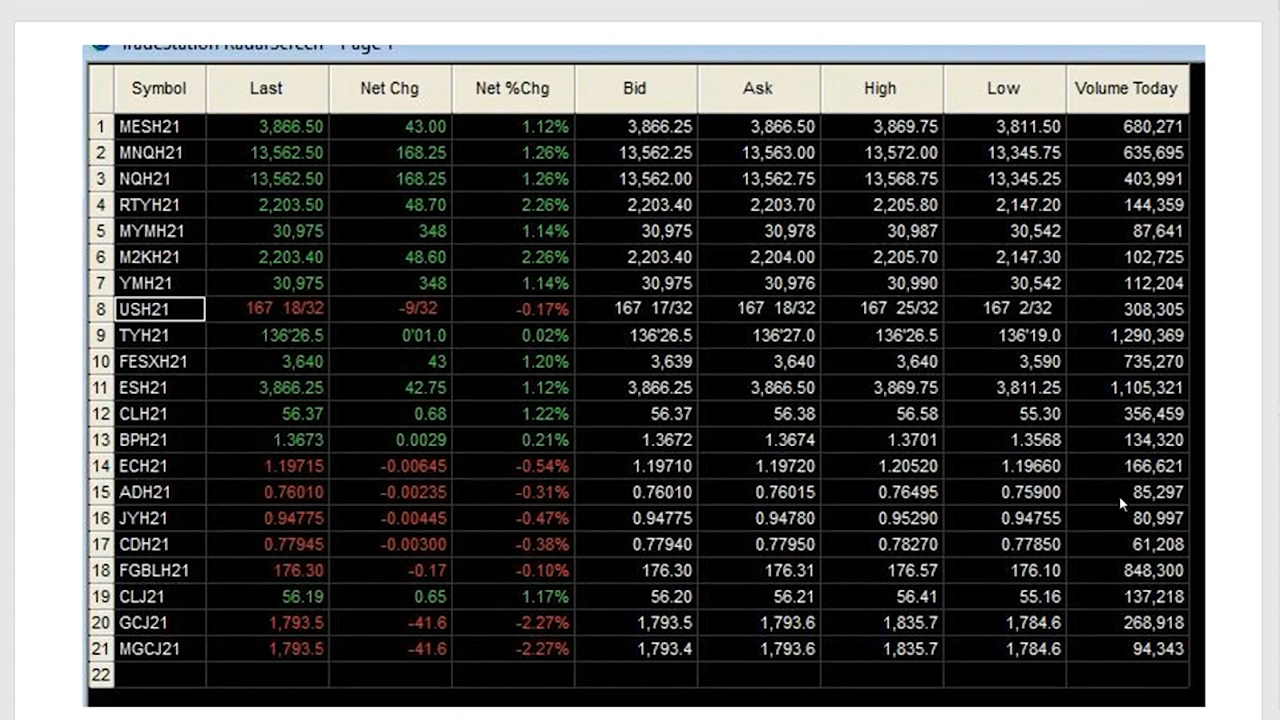 TradeStation RadarScreen - Page 1
Symbol Last Net Chg Net %Chg Bid Ask High Low Volume Today
1 MESH21 3,866.50 43.00 1.12% 3,866.25 3,866.50 3,869.75 3,811.50 680,271
2 MNQH21 13,562.50 168.25 1.26% 13,562.25 13,563.00 13,572.00 13,345.75 635,695
3 NQH21 13,562.50 168.25 1.26% 13,562.00 13,562.75 13,568.75 13,345.25 403,991
4 RTYH21 2,203.50 48.70 2.26% 2,203.40 2,203.70 2,205.80 2,147.20 144,359
5 MYMH21 30,975 348 1.14% 30,975 30,978 30,987 30,542 87,641
6 M2KH21 2,203.40 48.60 2.26% 2,203.40 2,204.00 2,205.70 2,147.30 102,725
7 YMH21 30,975 348 1.14% 30,975 30,976 30,990 30,542 112,204
8 USH21 167 18/32 -9/32 -0.17% 167 17/32 167 18/32 167 25/32 167 2/32 308,305
9 TYH21 136'26.5 0'01.0 0.02% 136'26.5 136'27.0 136'26.5 136'19.0 1,290,369
10 FESXH21 3,640 43 1.20% 3,639 3,640 3,640 3,590 735,270
11 ESH21 3,866.25 42.75 1.12% 3,866.25 3,866.50 3,869.75 3,811.25 1,105,321
12 CLH21 56.37 0.68 1.22% 56.37 56.38 56.58 55.30 356,459
13 BPH21 1.3673 0.0029 0.21% 1.3672 1.3674 1.3701 1.3568 134,320
14 ECH21 1.19715 -0.00645 -0.54% 1.19710 1.19720 1.20520 1.19660 166,621
15 ADH21 0.76010 -0.00235 -0.31% 0.76010 0.76015 0.76495 0.75900 85,297
16 JYH21 0.94775 -0.00445 -0.47% 0.94775 0.94780 0.95290 0.94755 80,997
17 CDH21 0.77945 -0.00300 -0.38% 0.77940 0.77950 0.78270 0.77850 61,208
18 FGBLH21 176.30 -0.17 -0.10% 176.30 176.31 176.57 176.10 848,300
19 CLJ21 56.19 0.65 1.17% 56.20 56.21 56.41 55.16 137,218
20 GCJ21 1,793.5 -41.6 -2.27% 1,793.5 1,793.6 1,835.7 1,784.6 268,918
21 MGCJ21 1,793.5 -41.6 -2.27% 1,793.4 1,793.6 1,835.7 1,784.6 94,343
22